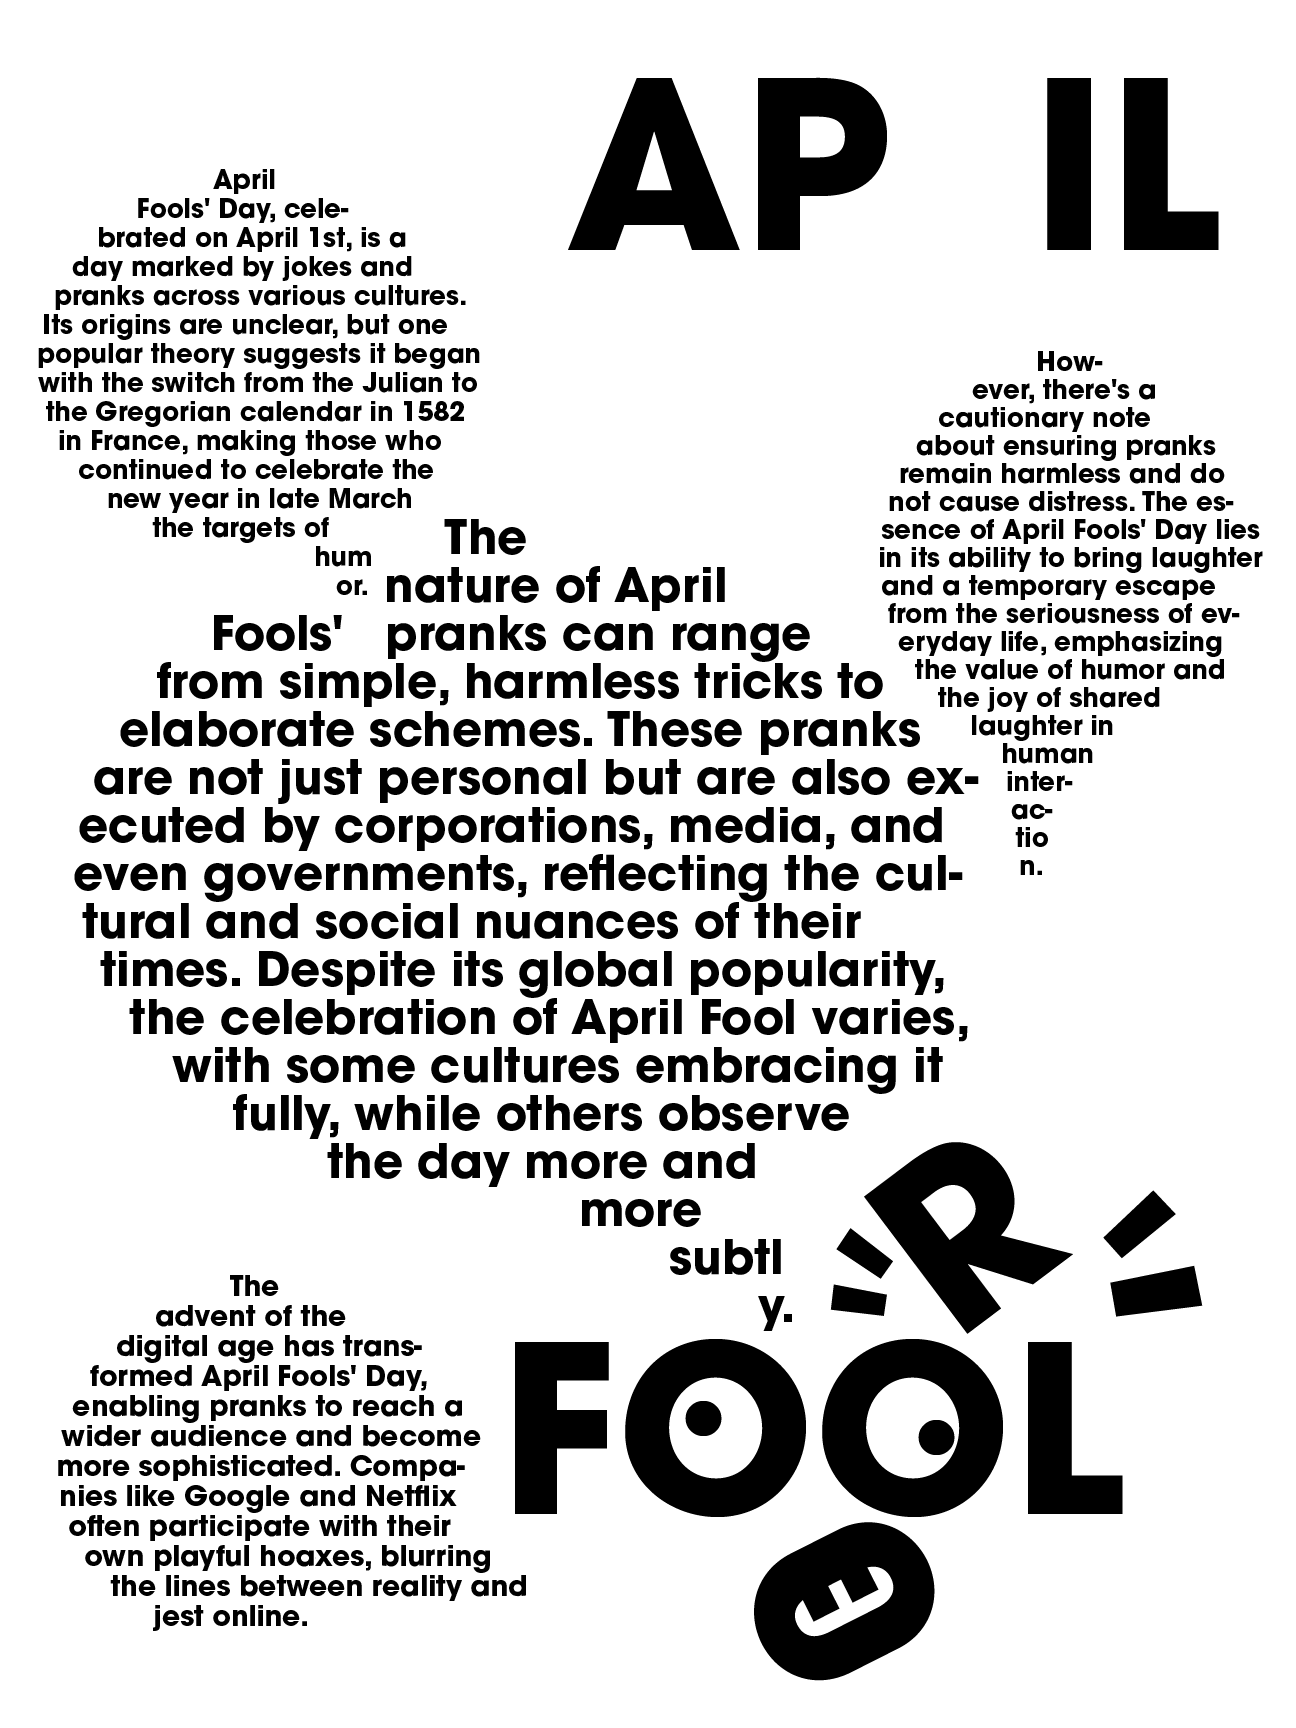 AP IL
April
Fools' Day, cele-
brated on April 1st, is a
day marked by jokes and
pranks across various cultures.
Its origins are unclear, but one
popular theory suggests it began
with the switch from the Julian to
the Gregorian calendar in 1582
in France, making those who
continued to celebrate the
new year in late March
the targets of
hum
or.
The
nature of April
Fools' pranks can range
from simple, harmless tricks to
elaborate schemes. These pranks
are not just personal but are also ex-
ecuted by corporations, media, and
even governments, reflecting the cul-
tural and social nuances of their
times. Despite its global popularity,
the celebration of April Fool varies,
with some cultures embracing it
fully, while others observe
the day more and
more
subtl
y.
How-
ever, there's a
cautionary note
about ensuring pranks
remain harmless and do
not cause distress. The es-
sence of April Fools' Day lies
in its ability to bring laughter
and a temporary escape
from the seriousness of ev-
eryday life, emphasizing
the value of humor and
the joy of shared
laughter in
human
inter-
ac-
tio
n.
The
advent of the
digital age has trans-
formed April Fools' Day,
enabling pranks to reach a
wider audience and become
more sophisticated. Compa-
nies like Google and Netflix
often participate with their
own playful hoaxes, blurring
the lines between reality and
jest online.
R
FOOL